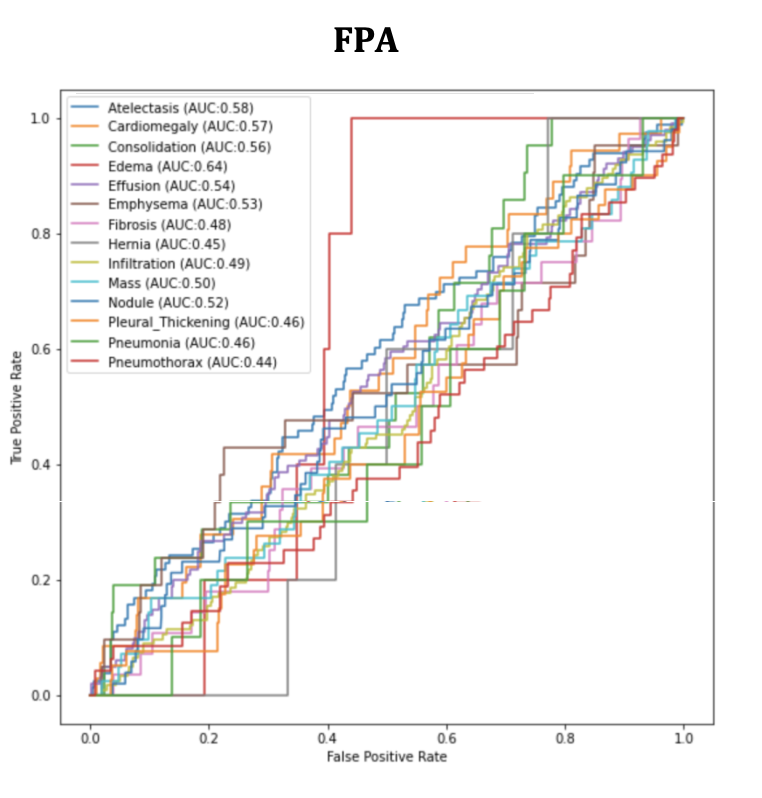 FPA
Atelectasis (AUC:0.58)
Cardiomegaly (AUC:0.57)
Consolidation (AUC:0.56)
Edema (AUC:0.64)
Effusion (AUC:0.54)
Emphysema (AUC:0.53)
Fibrosis (AUC:0.48)
Hernia (AUC:0.45)
Infiltration (AUC:0.49)
Mass (AUC:0.50)
Nodule (AUC:0.52)
Pleural_Thickening (AUC:0.46)
Pneumonia (AUC:0.46)
Pneumothorax (AUC:0.44)
True Positive Rate
1.0
0.8
0.6
0.4
0.2
0.0
0.0 0.2 0.4 0.6 0.8 1.0
False Positive Rate